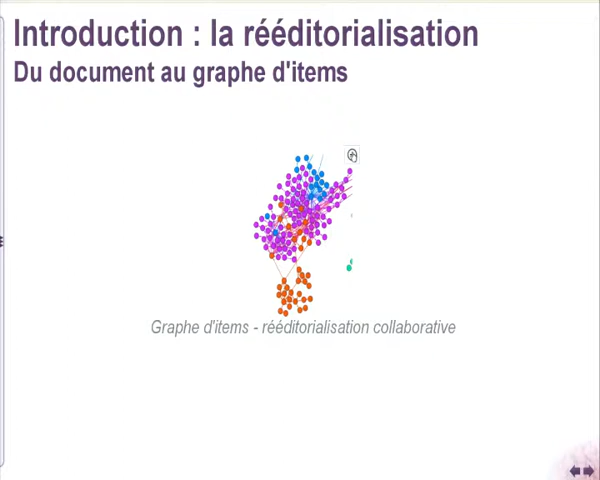 Introduction : la rééditorialisation
Du document au graphe d'items
Graphe d'items - rééditorialisation collaborative